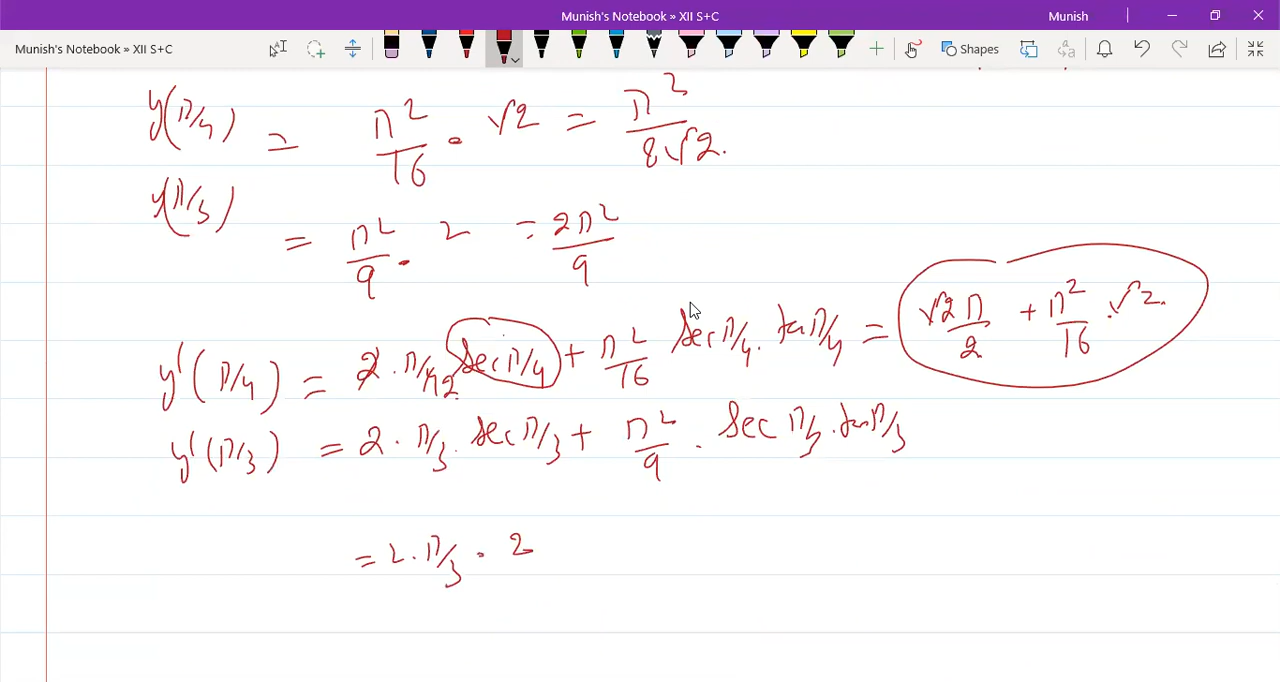 Munish's Notebook » XII S+C
Munish
Munish's Notebook » XII S+C
Shapes
y(π/4) = π²/16 · √2 = π²/8√2.
y(π/3) = π²/9 · 2 = 2π²/9
y'(π/4) = 2 · π/42 sec π/4 + π²/16 sec π/4 · tan π/4 = √2π/2 + π²/16 · √2.
y'(π/3) = 2 · π/3 · sec π/3 + π²/9 · sec π/3 · tan π/3
= 2 · π/3 · 2